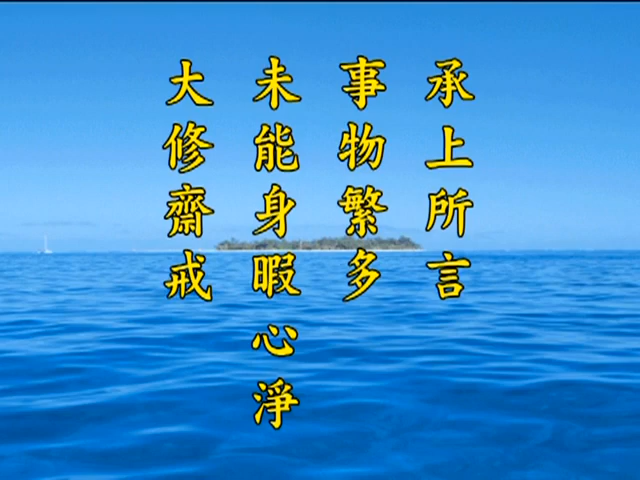 承上所言
事物繁多
未能身暇心淨
大修齋戒